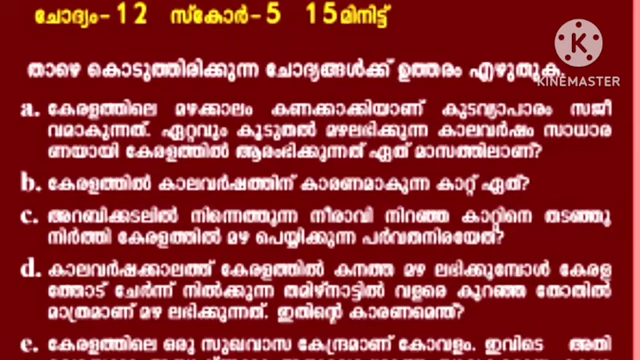 ചോദ്യം-12 സ്കോർ-5 15മിനിട്ട്
KINEMASTER
താഴെ കൊടുത്തിരിക്കുന്ന ചോദ്യങ്ങൾക്ക് ഉത്തരം എഴുതുക.
a. കേരളത്തിലെ മഴക്കാലം കണക്കാക്കിയാണ് കുടവ്യാപാരം സജീ
വമാകുന്നത്. ഏറ്റവും കൂടുതൽ മഴലഭിക്കുന്ന കാലവർഷം സാധാര
ണയായി കേരളത്തിൽ ആരംഭിക്കുന്നത് ഏത് മാസത്തിലാണ്?
b. കേരളത്തിൽ കാലവർഷത്തിന് കാരണമാകുന്ന കാറ്റ് ഏത്?
c. അറബിക്കടലിൽ നിന്നെത്തുന്ന നീരാവി നിറഞ്ഞ കാറ്റിനെ തടഞ്ഞു
നിർത്തി കേരളത്തിൽ മഴ പെയ്യിക്കുന്ന പർവതനിരയേത്?
d. കാലവർഷക്കാലത്ത് കേരളത്തിൽ കനത്ത മഴ ലഭിക്കുമ്പോൾ കേരള
ത്തോട് ചേർന്ന് നിൽക്കുന്ന തമിഴ്നാട്ടിൽ വളരെ കുറഞ്ഞ തോതിൽ
മാത്രമാണ് മഴ ലഭിക്കുന്നത്. ഇതിന്റെ കാരണമെന്ത്?
e. കേരളത്തിലെ ഒരു സുഖവാസ കേന്ദ്രമാണ് കോവളം. ഇവിടെ അതി